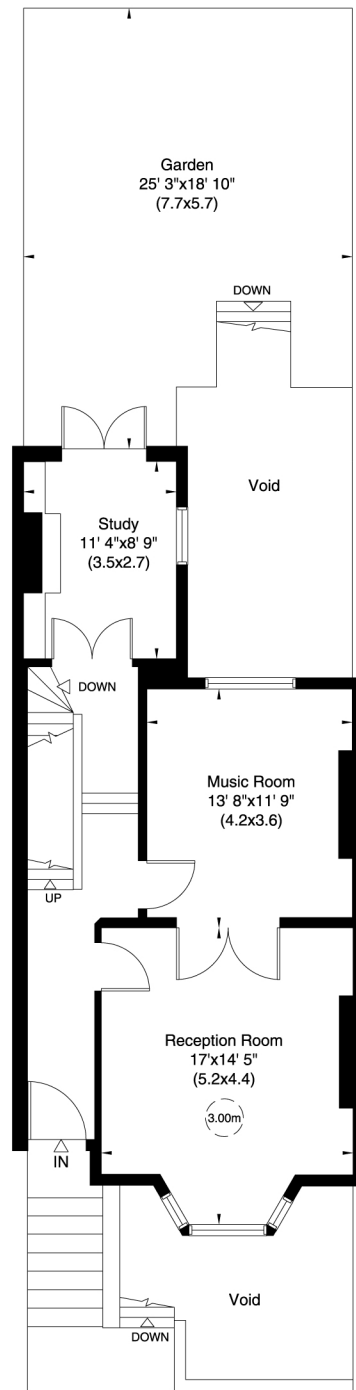 Garden
25' 3"x18' 10"
(7.7x5.7)
DOWN
Void
Study
11' 4"x8' 9"
(3.5x2.7)
DOWN
Music Room
13' 8"x11' 9"
(4.2x3.6)
UP
Reception Room
17'x14' 5"
(5.2x4.4)
3.00m
IN
Void
DOWN